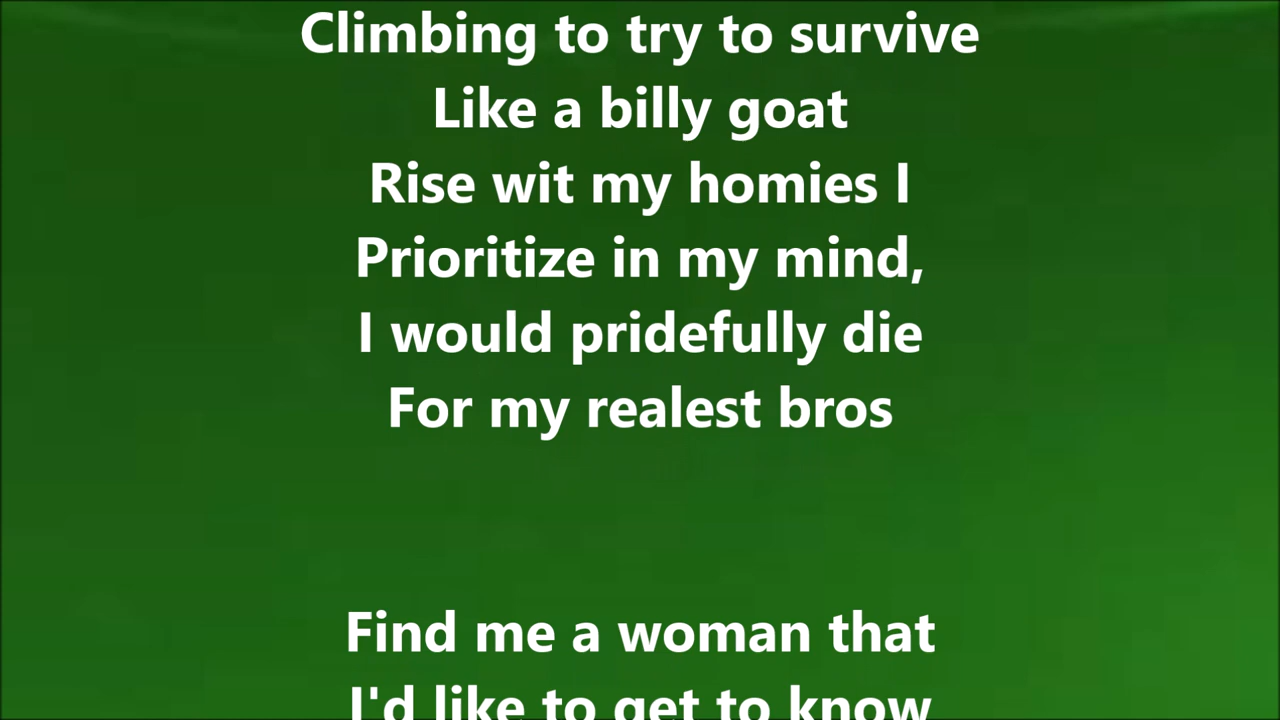 Climbing to try to survive
Like a billy goat
Rise wit my homies I
Prioritize in my mind,
I would pridefully die
For my realest bros
Find me a woman that
I'd like to get to know